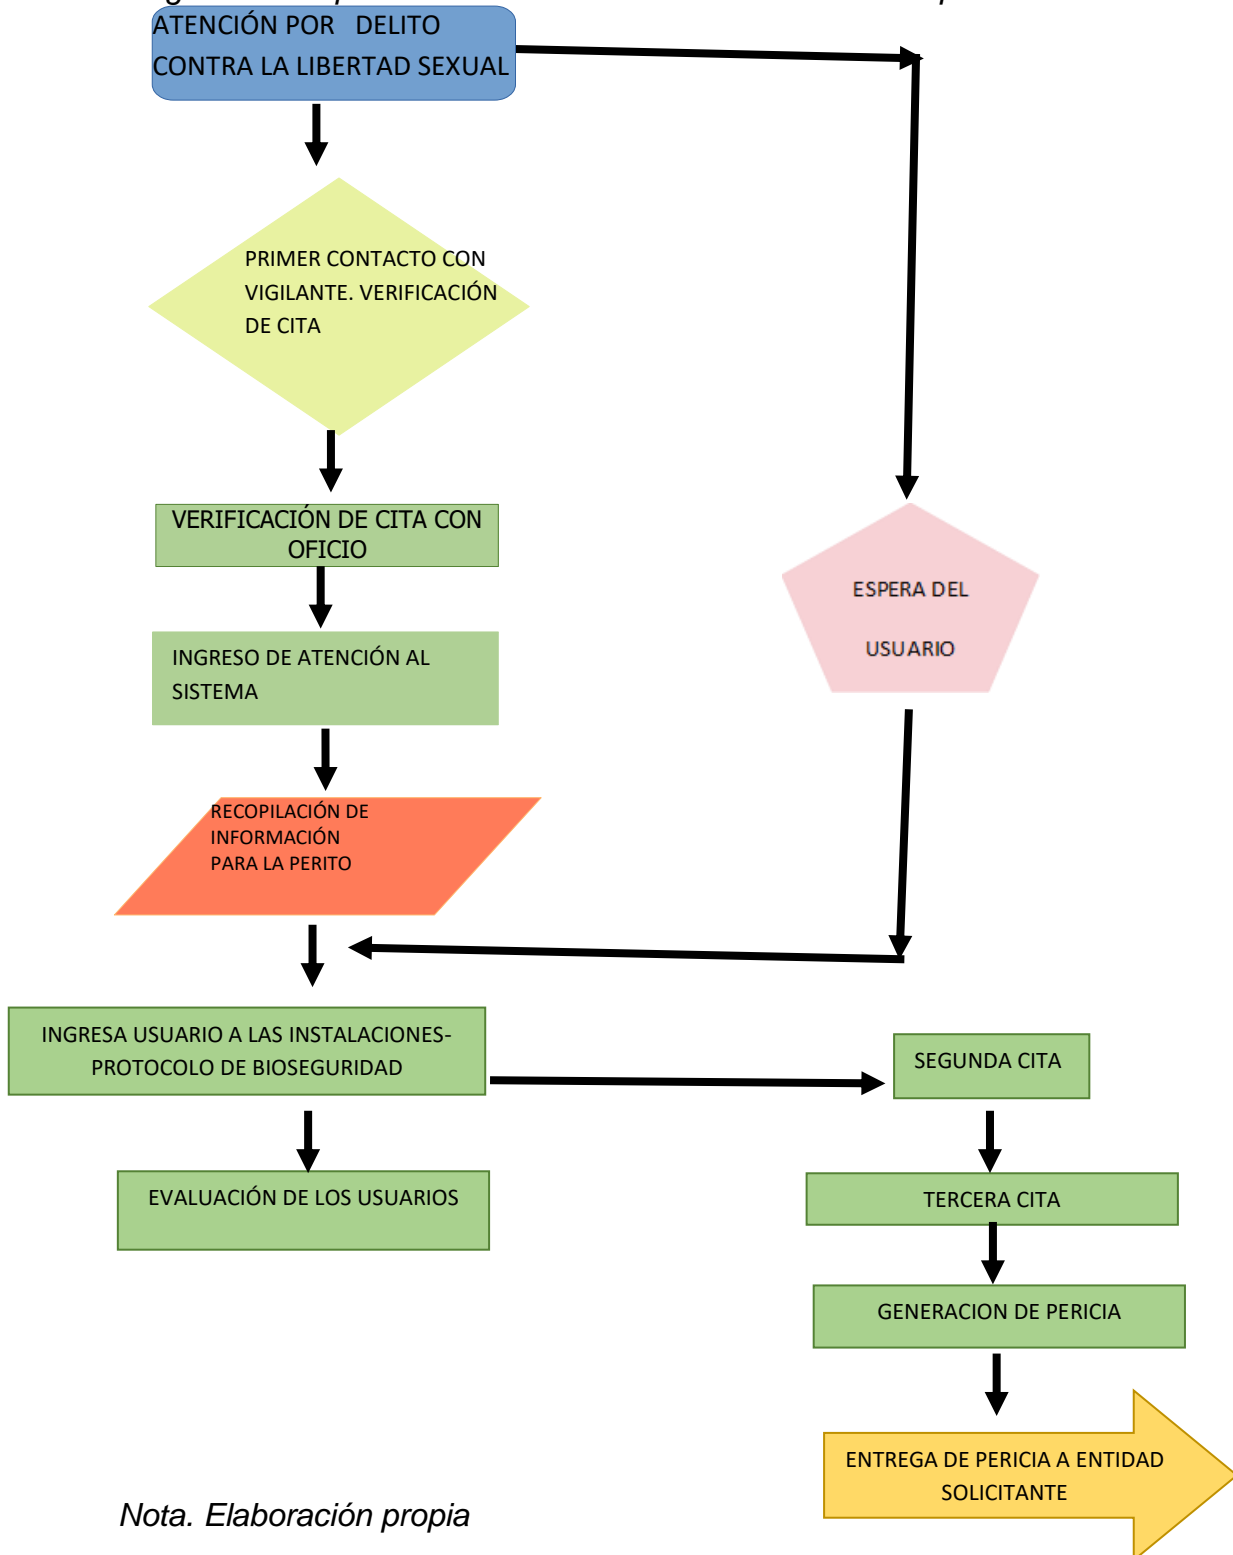 ATENCIÓN POR DELITO
CONTRA LA LIBERTAD SEXUAL
PRIMER CONTACTO CON
VIGILANTE. VERIFICACIÓN
DE CITA
VERIFICACIÓN DE CITA CON
OFICIO
INGRESO DE ATENCIÓN AL
SISTEMA
ESPERA DEL
USUARIO
RECOPILACIÓN DE
INFORMACIÓN
PARA LA PERITO
INGRESA USUARIO A LAS INSTALACIONES-
PROTOCOLO DE BIOSEGURIDAD
SEGUNDA CITA
EVALUACIÓN DE LOS USUARIOS
TERCERA CITA
GENERACION DE PERICIA
ENTREGA DE PERICIA A ENTIDAD
SOLICITANTE
Nota. Elaboración propia